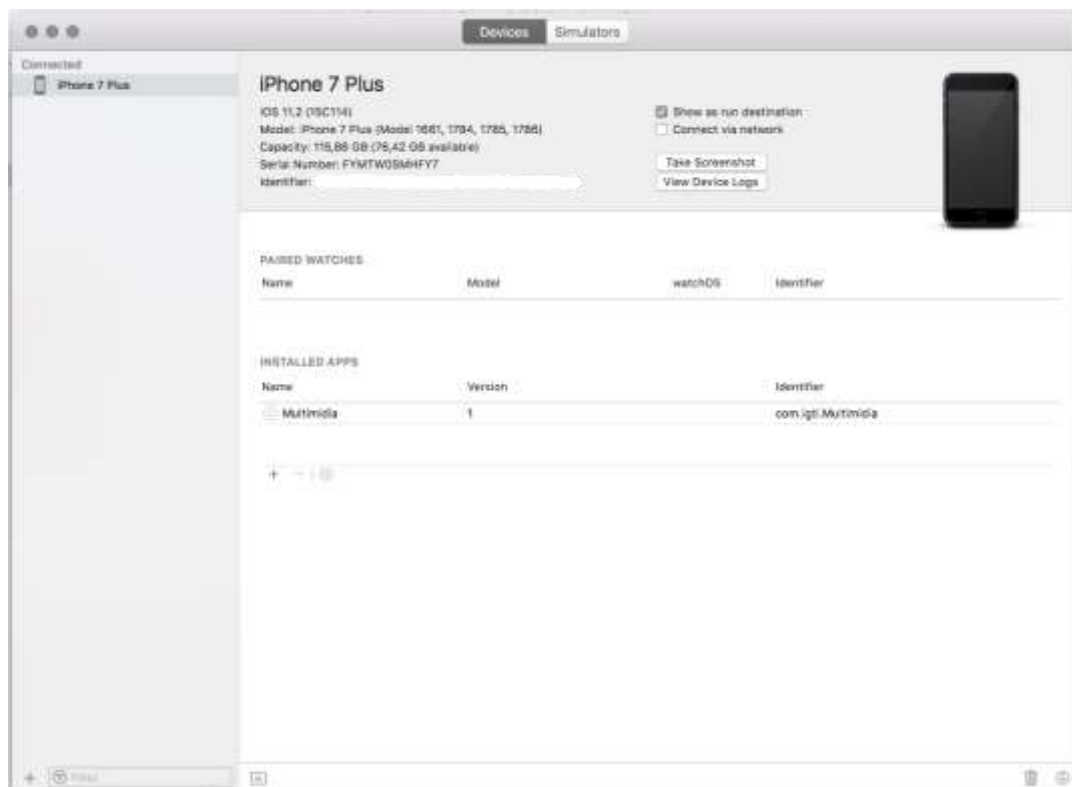 Devices Simulators
Connected
iPhone 7 Plus
iPhone 7 Plus
iOS 11.2 (15C114)
Model: iPhone 7 Plus (Model 1661, 1784, 1785, 1786)
Capacity: 115,86 GB (76,42 GB available)
Serial Number:
Identifier:
Show as run destination
Connect via network
Take Screenshot
View Device Logs
PAIRED WATCHES
Name Model watchOS Identifier
INSTALLED APPS
Name Version Identifier
Multimidia 1 com.igti.Multimidia
+ −
+ Filter